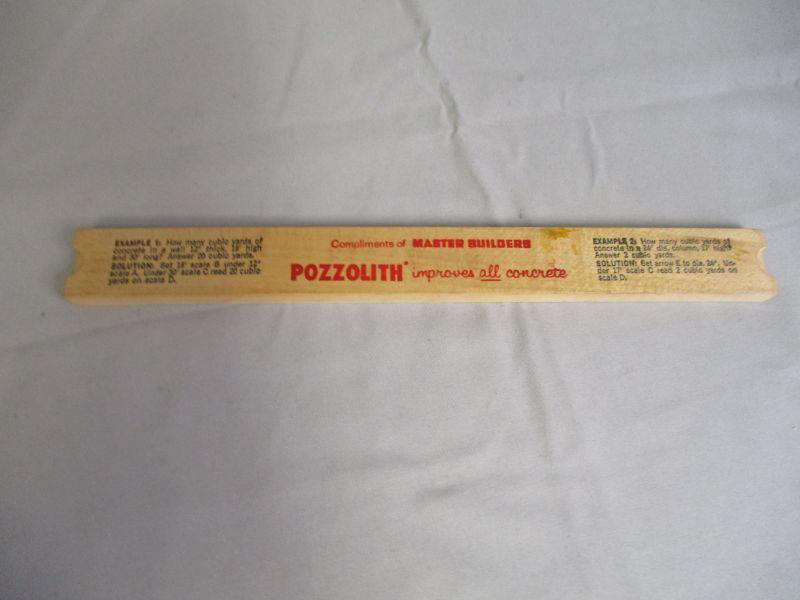 EXAMPLE 1: How many cubic yards of
concrete in a wall 12" thick, 18' high
and 30' long? Answer 20 cubic yards.
SOLUTION: Set 18' scale B under 12"
scale A. Under 30' scale C read 20 cubic
yards on scale D.
Compliments of MASTER BUILDERS
POZZOLITH® improves all concrete
EXAMPLE 2: How many cubic yards of
concrete in a 24" dia. column, 17' high?
Answer 2 cubic yards.
SOLUTION: Set arrow E to dia. 24", Un-
der 17' scale C read 2 cubic yards on
scale D.